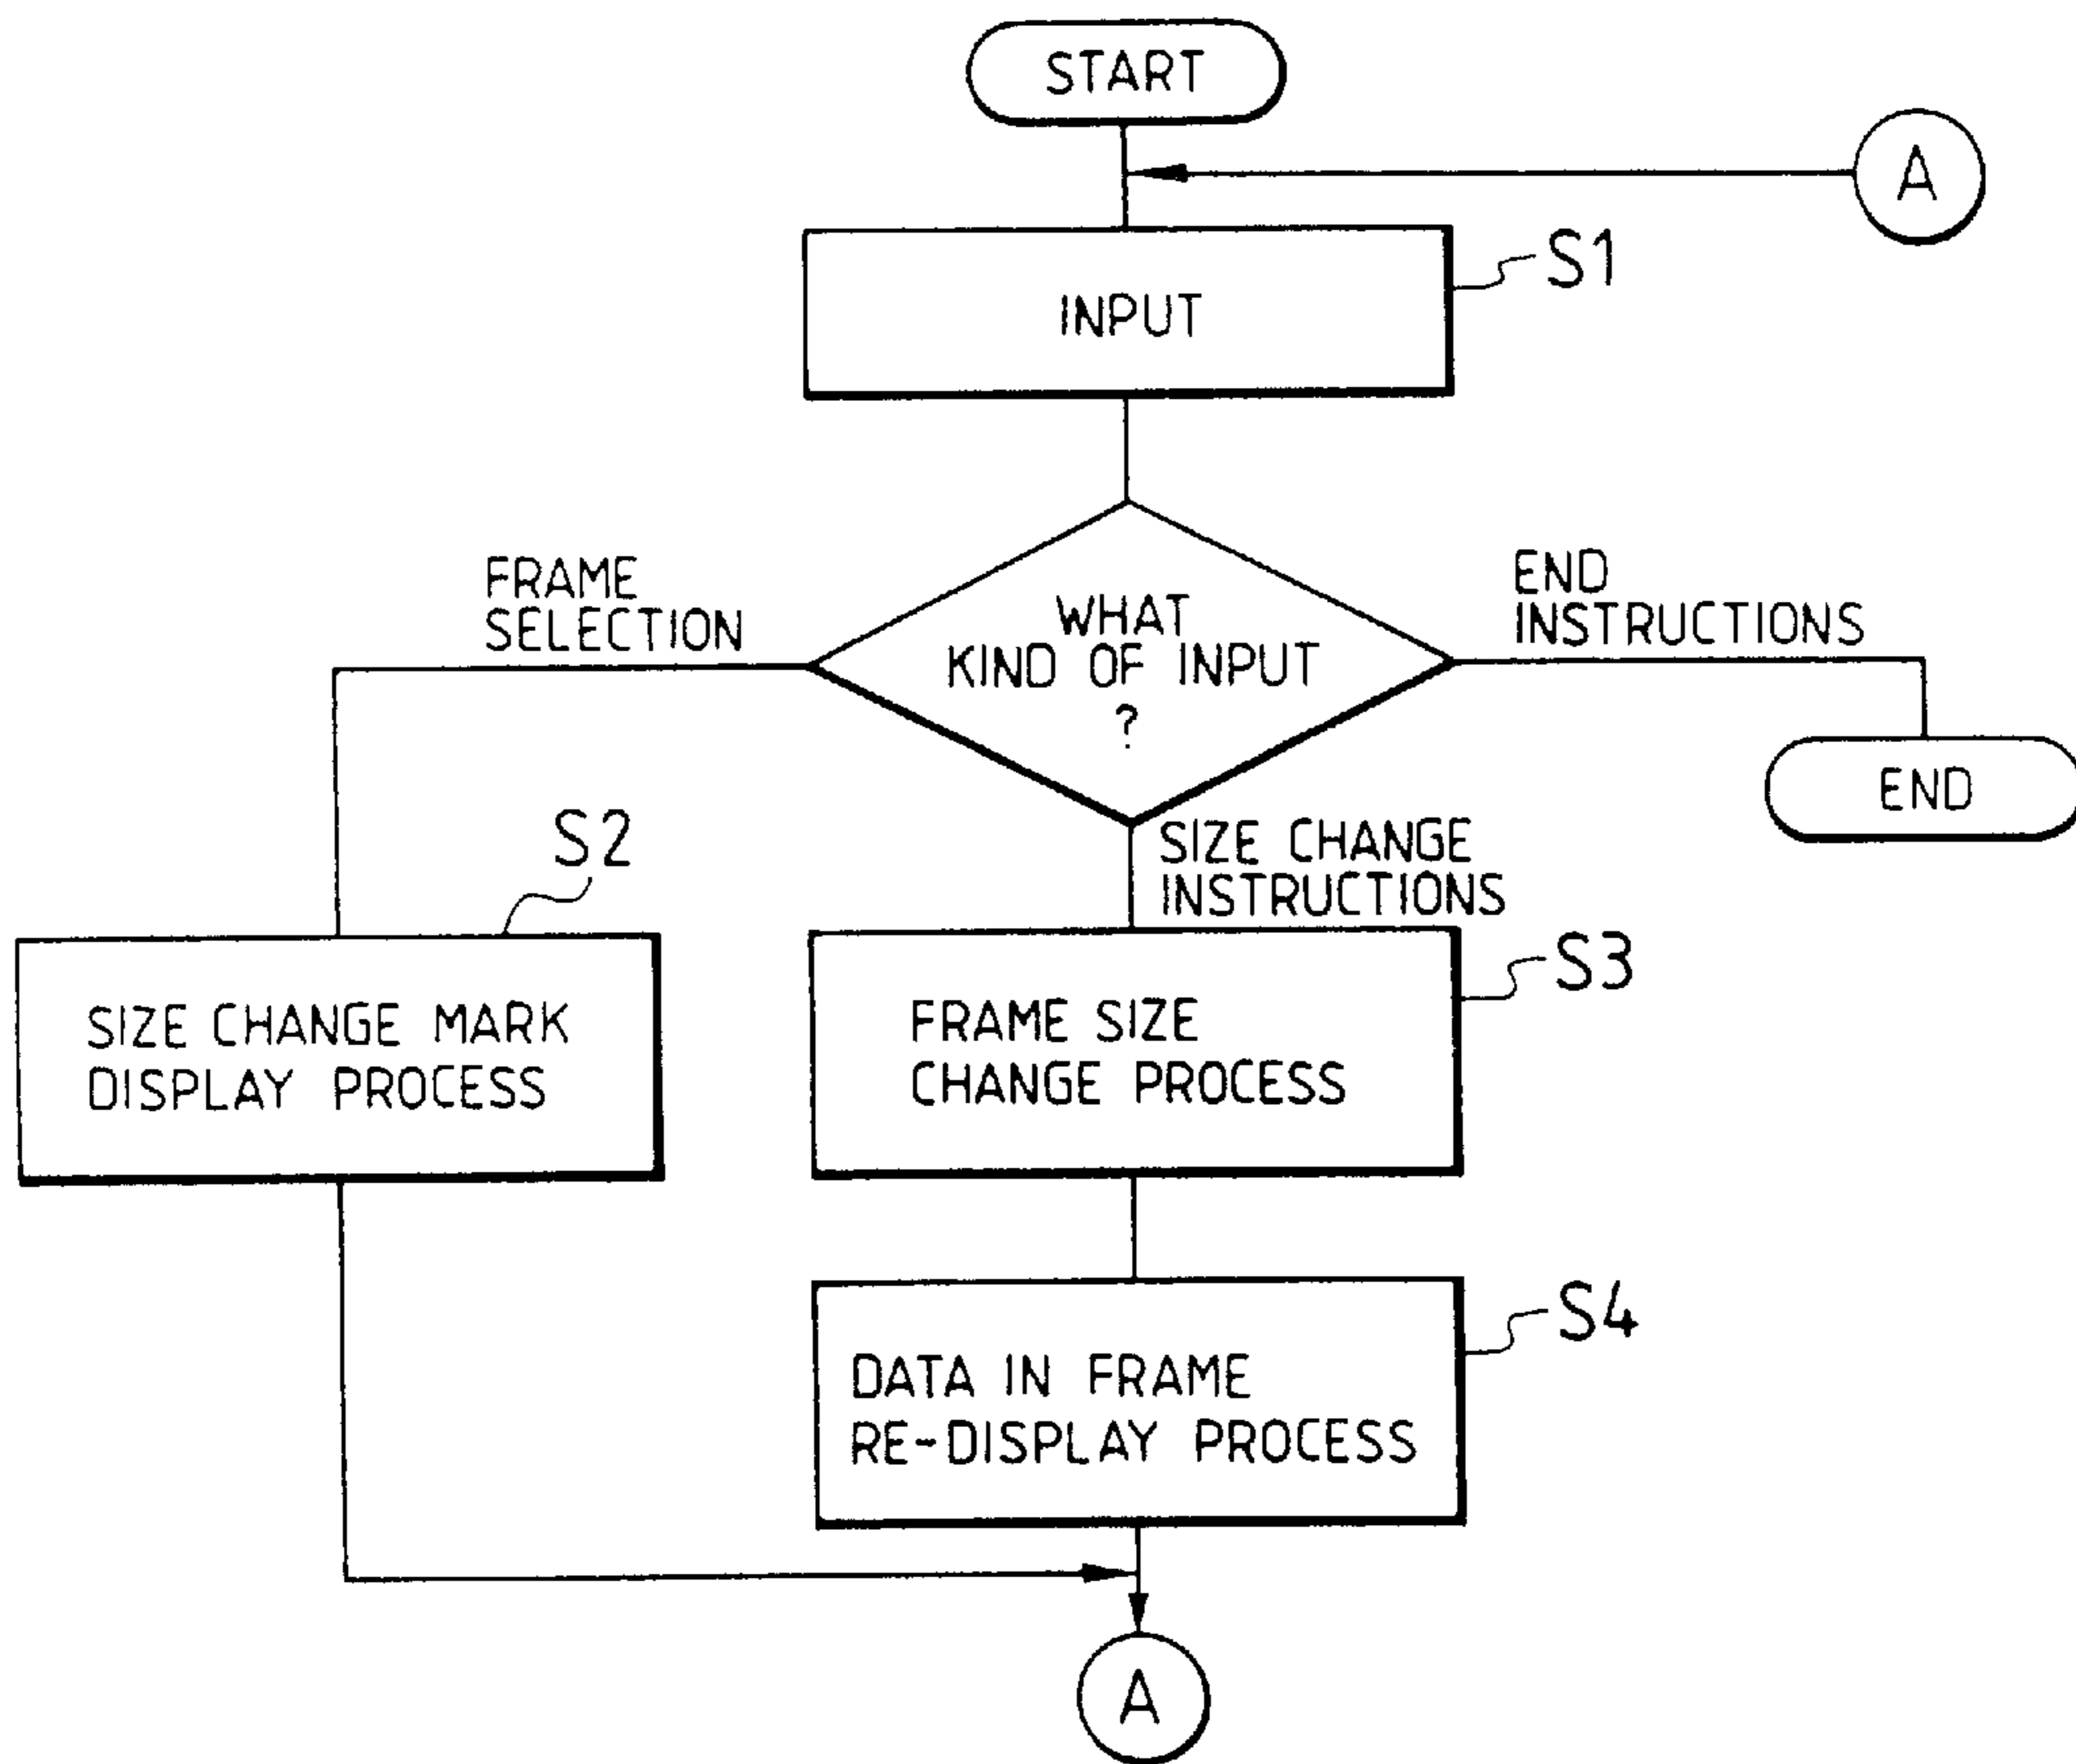 START
A
INPUT
S1
FRAME
SELECTION
WHAT
KIND OF INPUT
?
END
INSTRUCTIONS
END
SIZE CHANGE
INSTRUCTIONS
S2
SIZE CHANGE MARK
DISPLAY PROCESS
FRAME SIZE
CHANGE PROCESS
S3
DATA IN FRAME
RE-DISPLAY PROCESS
S4
A